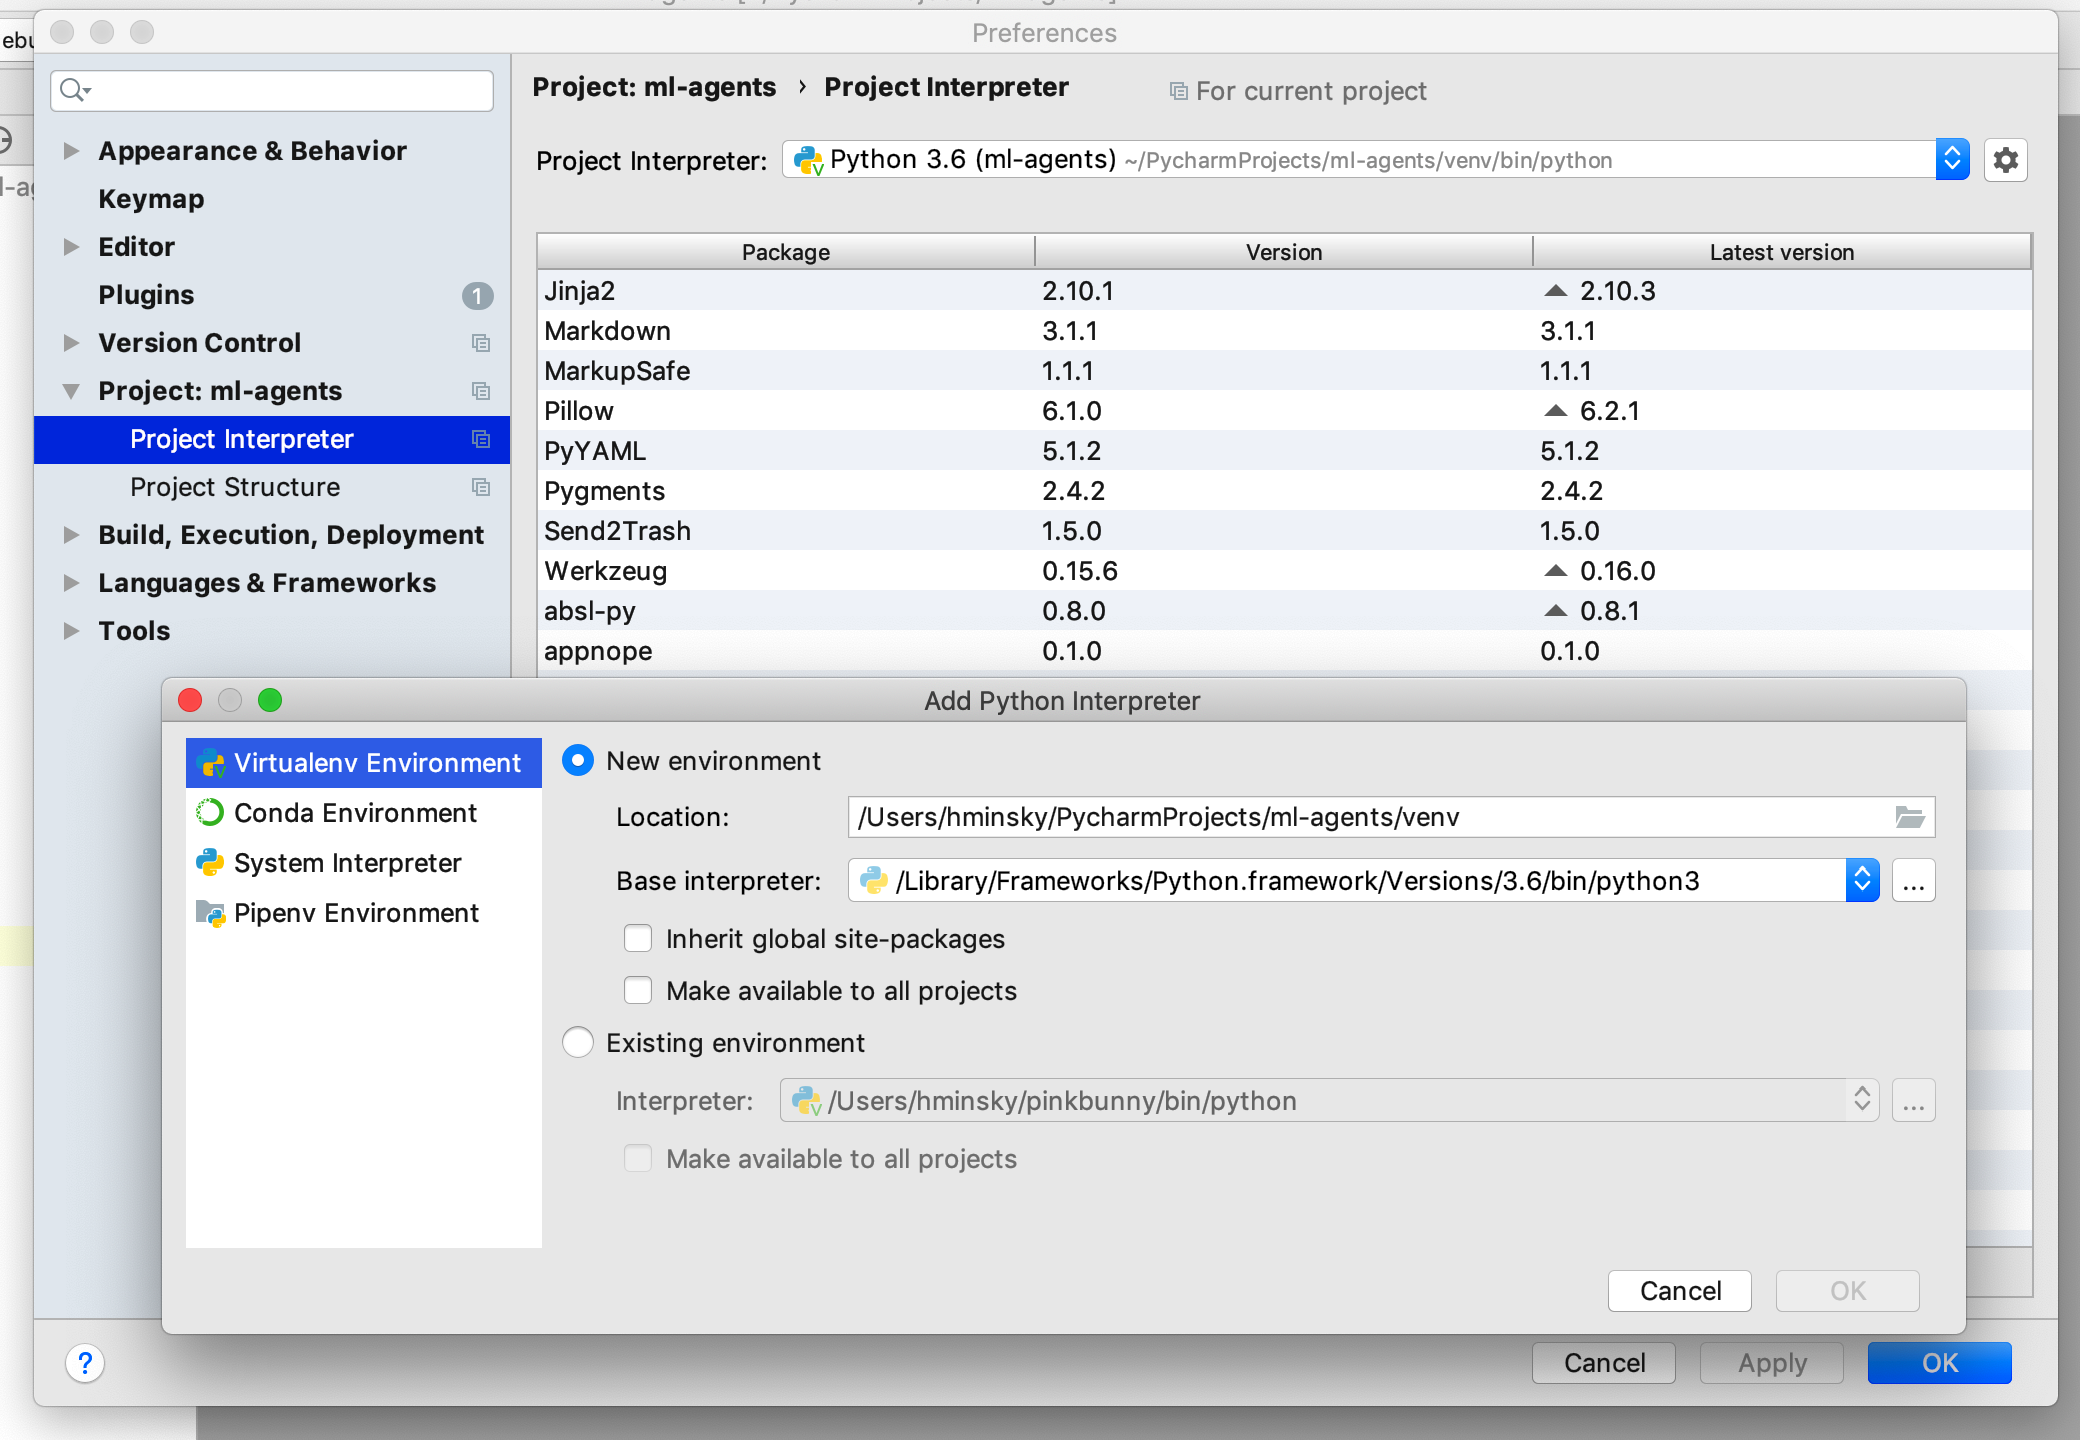 Preferences
Appearance & Behavior
Keymap
Editor
Plugins 1
Version Control
Project: ml-agents
Project Interpreter
Project Structure
Build, Execution, Deployment
Languages & Frameworks
Tools
Project: ml-agents › Project Interpreter For current project
Project Interpreter: Python 3.6 (ml-agents) ~/PycharmProjects/ml-agents/venv/bin/python
Package Version Latest version
Jinja2 2.10.1 2.10.3
Markdown 3.1.1 3.1.1
MarkupSafe 1.1.1 1.1.1
Pillow 6.1.0 6.2.1
PyYAML 5.1.2 5.1.2
Pygments 2.4.2 2.4.2
Send2Trash 1.5.0 1.5.0
Werkzeug 0.15.6 0.16.0
absl-py 0.8.0 0.8.1
appnope 0.1.0 0.1.0
Add Python Interpreter
Virtualenv Environment
Conda Environment
System Interpreter
Pipenv Environment
New environment
Location: /Users/hminsky/PycharmProjects/ml-agents/venv
Base interpreter: /Library/Frameworks/Python.framework/Versions/3.6/bin/python3 ...
Inherit global site-packages
Make available to all projects
Existing environment
Interpreter: /Users/hminsky/pinkbunny/bin/python ...
Make available to all projects
Cancel OK
? Cancel Apply OK